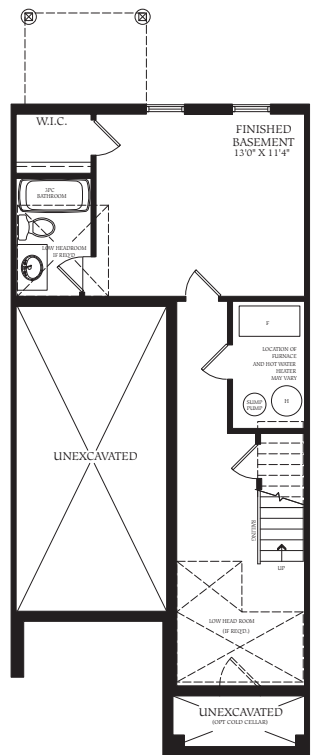 W.I.C.
FINISHED
BASEMENT
13'0" X 11'4"
3PC
BATHROOM
LOW HEADROOM
IF REQ'D
F
LOCATION OF
FURNACE
AND HOT WATER
HEATER
MAY VARY
SUMP
PUMP
H
UNEXCAVATED
RAILING
UP
LOW HEAD ROOM
(IF REQ'D.)
UNEXCAVATED
(OPT COLD CELLAR)